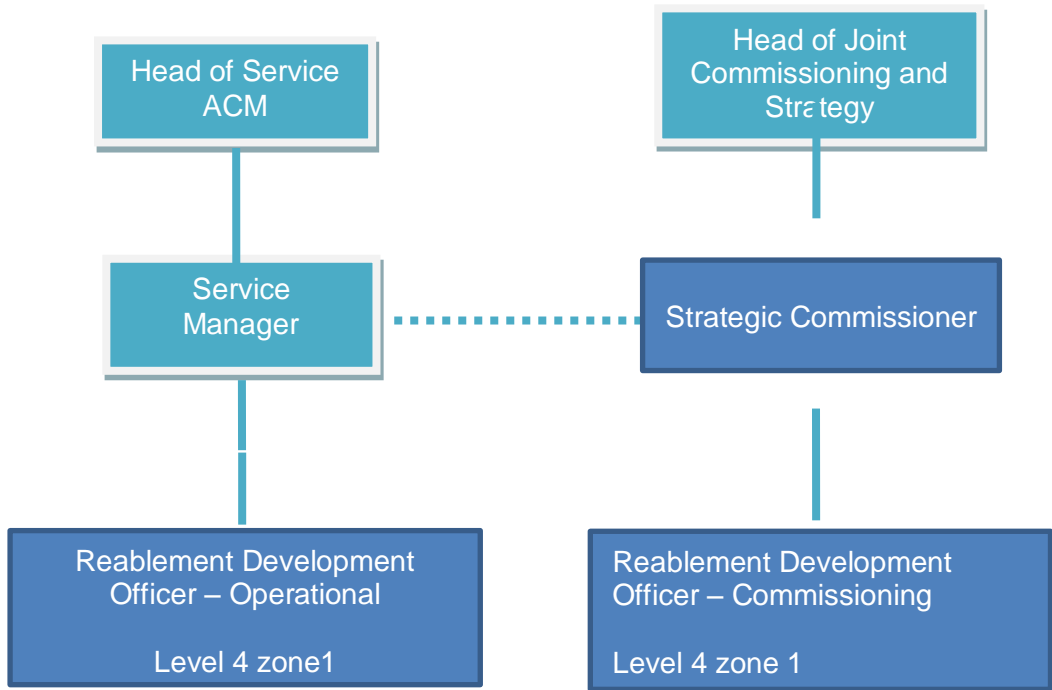 Head of Service
ACM
Head of Joint
Commissioning and
Strategy
Service
Manager
Strategic Commissioner
Reablement Development
Officer – Operational
Level 4 zone1
Reablement Development
Officer – Commissioning
Level 4 zone 1